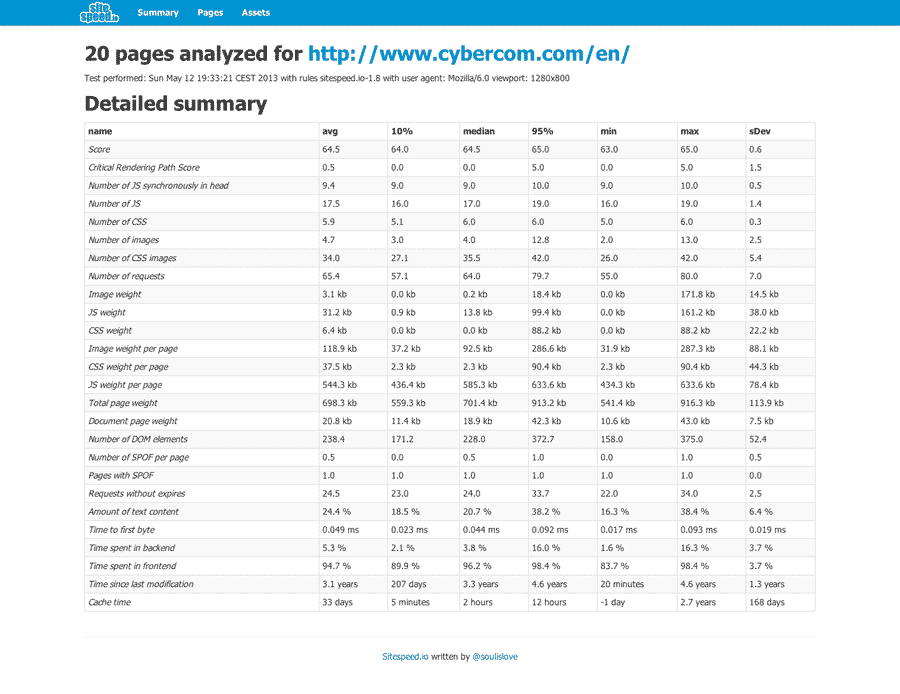 site speed.io Summary Pages Assets
20 pages analyzed for http://www.cybercom.com/en/
Test performed: Sun May 12 19:33:21 CEST 2013 with rules sitespeed.io-1.8 with user agent: Mozilla/6.0 viewport: 1280x800
Detailed summary
name avg 10% median 95% min max sDev
Score 64.5 64.0 64.5 65.0 63.0 65.0 0.6
Critical Rendering Path Score 0.5 0.0 0.0 5.0 0.0 5.0 1.5
Number of JS synchronously in head 9.4 9.0 9.0 10.0 9.0 10.0 0.5
Number of JS 17.5 16.0 17.0 19.0 16.0 19.0 1.4
Number of CSS 5.9 5.1 6.0 6.0 5.0 6.0 0.3
Number of images 4.7 3.0 4.0 12.8 2.0 13.0 2.5
Number of CSS images 34.0 27.1 35.5 42.0 26.0 42.0 5.4
Number of requests 65.4 57.1 64.0 79.7 55.0 80.0 7.0
Image weight 3.1 kb 0.0 kb 0.2 kb 18.4 kb 0.0 kb 171.8 kb 14.5 kb
JS weight 31.2 kb 0.9 kb 13.8 kb 99.4 kb 0.0 kb 161.2 kb 38.0 kb
CSS weight 6.4 kb 0.0 kb 0.0 kb 88.2 kb 0.0 kb 88.2 kb 22.2 kb
Image weight per page 118.9 kb 37.2 kb 92.5 kb 286.6 kb 31.9 kb 287.3 kb 88.1 kb
CSS weight per page 37.5 kb 2.3 kb 2.3 kb 90.4 kb 2.3 kb 90.4 kb 44.3 kb
JS weight per page 544.3 kb 436.4 kb 585.3 kb 633.6 kb 434.3 kb 633.6 kb 78.4 kb
Total page weight 698.3 kb 559.3 kb 701.4 kb 913.2 kb 541.4 kb 916.3 kb 113.9 kb
Document page weight 20.8 kb 11.4 kb 18.9 kb 42.3 kb 10.6 kb 43.0 kb 7.5 kb
Number of DOM elements 238.4 171.2 228.0 372.7 158.0 375.0 52.4
Number of SPOF per page 0.5 0.0 0.5 1.0 0.0 1.0 0.5
Pages with SPOF 1.0 1.0 1.0 1.0 1.0 1.0 0.0
Requests without expires 24.5 23.0 24.0 33.7 22.0 34.0 2.5
Amount of text content 24.4 % 18.5 % 20.7 % 38.2 % 16.3 % 38.4 % 6.4 %
Time to first byte 0.049 ms 0.023 ms 0.044 ms 0.092 ms 0.017 ms 0.093 ms 0.019 ms
Time spent in backend 5.3 % 2.1 % 3.8 % 16.0 % 1.6 % 16.3 % 3.7 %
Time spent in frontend 94.7 % 89.9 % 96.2 % 98.4 % 83.7 % 98.4 % 3.7 %
Time since last modification 3.1 years 207 days 3.3 years 4.6 years 20 minutes 4.6 years 1.3 years
Cache time 33 days 5 minutes 2 hours 12 hours -1 day 2.7 years 168 days
Sitespeed.io written by @soulislove